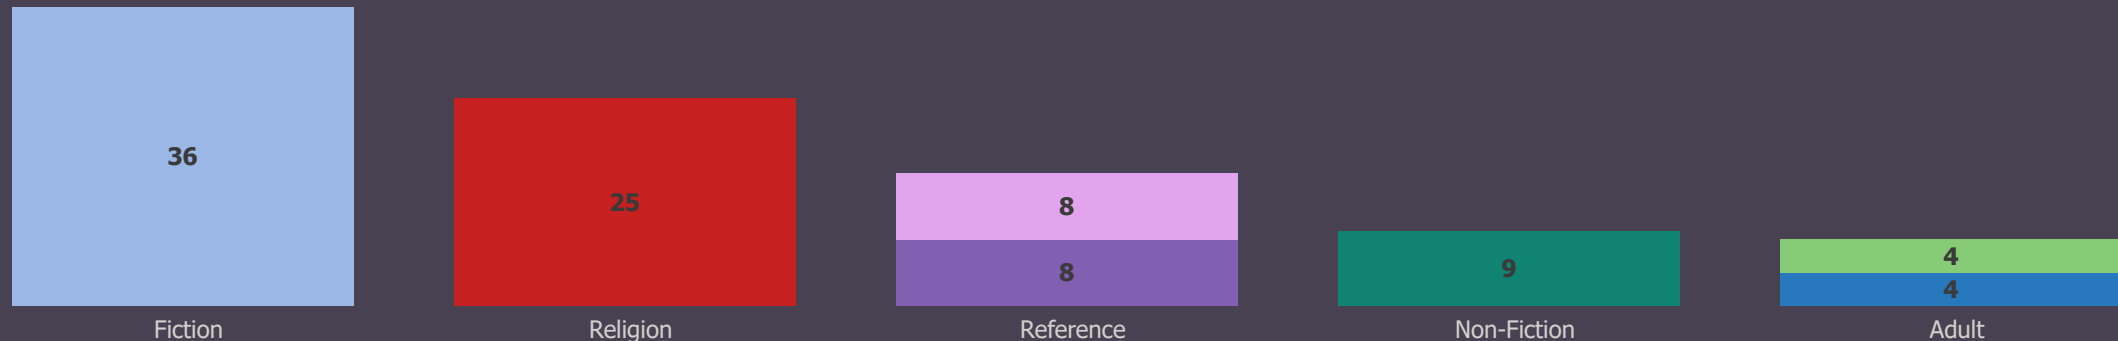 36
25
8
8
9
4
4
Fiction
Religion
Reference
Non-Fiction
Adult